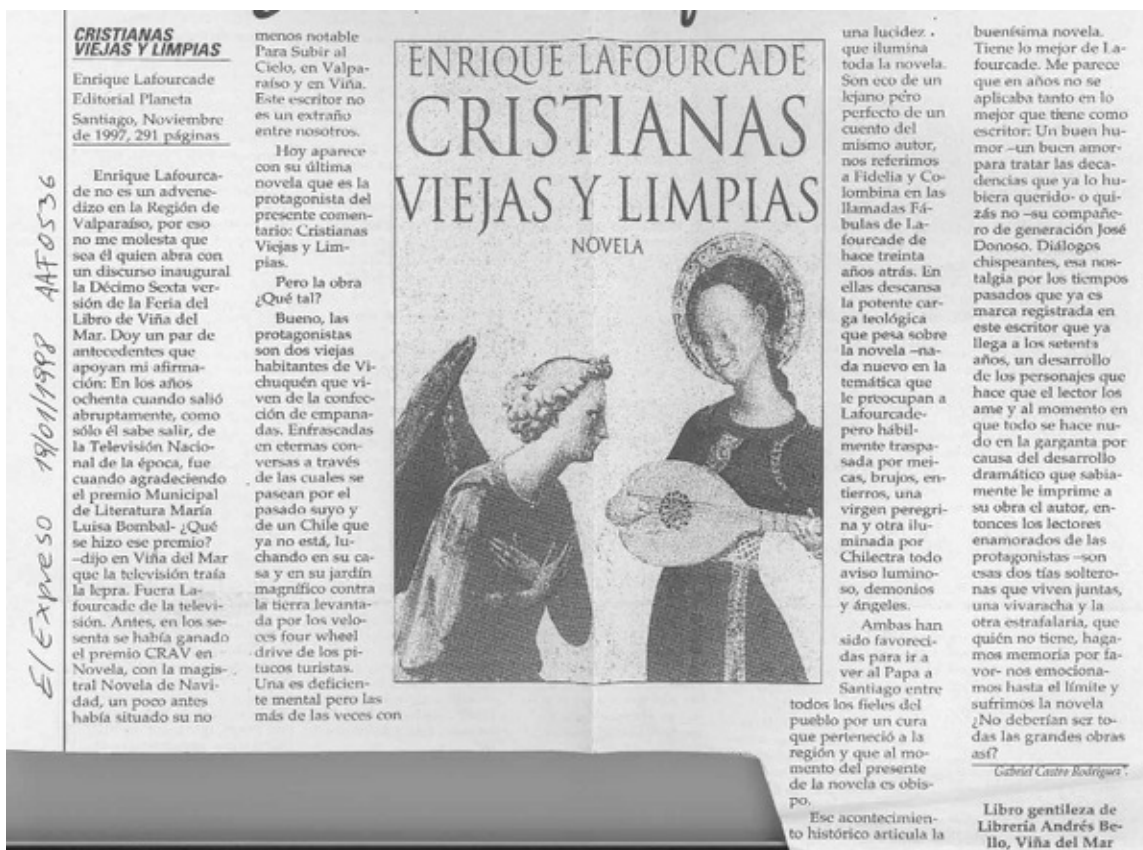 CRISTIANAS
VIEJAS Y LIMPIAS
Enrique Lafourcade
Editorial Planeta
Santiago, Noviembre
de 1997, 291 páginas
Enrique Lafourca-
de no es un advene-
dizo en la Región de
Valparaíso, por eso
no me molesta que
sea él quien abra con
un discurso inaugural
la Décimo Sexta ver-
sión de la Feria del
Libro de Viña del
Mar. Doy un par de
antecedentes que
apoyan mi afirma-
ción: En los años
ochenta cuando salió
abruptamente, como
sólo él sabe salir, de
la Televisión Nacio-
nal de la época, fue
cuando agradeciendo
el premio Municipal
de Literatura María
Luisa Bombal- ¿Qué
se hizo ese premio?
–dijo en Viña del Mar
que la televisión traía
la lepra. Fuera La-
fourcade de la televi-
sión. Antes, en los se-
senta se había ganado
el premio CRAV en
Novela, con la magis-
tral Novela de Navi-
dad, un poco antes
había situado su no
menos notable
Para Subir al
Cielo, en Valpa-
raíso y en Viña.
Este escritor no
es un extraño
entre nosotros.
Hoy aparece
con su última
novela que es la
protagonista del
presente comen-
tario: Cristianas
Viejas y Lim-
pias.
Pero la obra
¿Qué tal?
Bueno, las
protagonistas
son dos viejas
habitantes de Vi-
chuquén que vi-
ven de la confec-
ción de empana-
das. Enfrascadas
en eternas con-
versas a través
de las cuales se
pasean por el
pasado suyo y
de un Chile que
ya no está, lu-
chando en su ca-
sa y en su jardín
magnífico contra
la tierra levanta-
da por los velo-
ces four wheel
drive de los pi-
tucos turistas.
Una es deficien-
te mental pero las
más de las veces con
ENRIQUE LAFOURCADE
CRISTIANAS
VIEJAS Y LIMPIAS
NOVELA
una lucidez
que ilumina
toda la novela.
Son eco de un
lejano pero
perfecto de un
cuento del
mismo autor,
nos referimos
a Fidelia y Co-
lombina en las
llamadas Fá-
bulas de La-
fourcade de
hace treinta
años atrás. En
ellas descansa
la potente car-
ga teológica
que pesa sobre
la novela –na-
da nuevo en la
temática que
le preocupan a
Lafourcade-
pero hábil-
mente traspa-
sada por mei-
cas, brujos, en-
tierros, una
virgen peregri-
na y otra ilu-
minada por
Chilectra todo
aviso lumino-
so, demonios
y ángeles.
Ambas han
sido favoreci-
das para ir a
ver al Papa a
Santiago entre
todos los fieles del
pueblo por un cura
que perteneció a la
región y que al mo-
mento del presente
de la novela es obis-
po.
Ese acontecimien-
to histórico articula la
buenísima novela.
Tiene lo mejor de La-
fourcade. Me parece
que en años no se
aplicaba tanto en lo
mejor que tiene como
escritor: Un buen hu-
mor –un buen amor-
para tratar las deca-
dencias que ya lo hu-
biera querido- o qui-
zás no –su compañe-
ro de generación José
Donoso. Diálogos
chispeantes, esa nos-
talgia por los tiempos
pasados que ya es
marca registrada en
este escritor que ya
llega a los setenta
años, un desarrollo
de los personajes que
hace que el lector los
ame y al momento en
que todo se hace nu-
do en la garganta por
causa del desarrollo
dramático que sabia-
mente le imprime a
su obra el autor, en-
tonces los lectores
enamorados de las
protagonistas –son
esas dos tías soltero-
nas que viven juntas,
una vivaracha y la
otra estrafalaria, que
quién no tiene, haga-
mos memoria por fa-
vor- nos emociona-
mos hasta el límite y
sufrimos la novela
¿No deberían ser to-
das las grandes obras
así?
Gabriel Castro Rodríguez
Libro gentileza de
Librería Andrés Be-
llo, Viña del Mar
El Expreso 19/01/1998 AAF0536